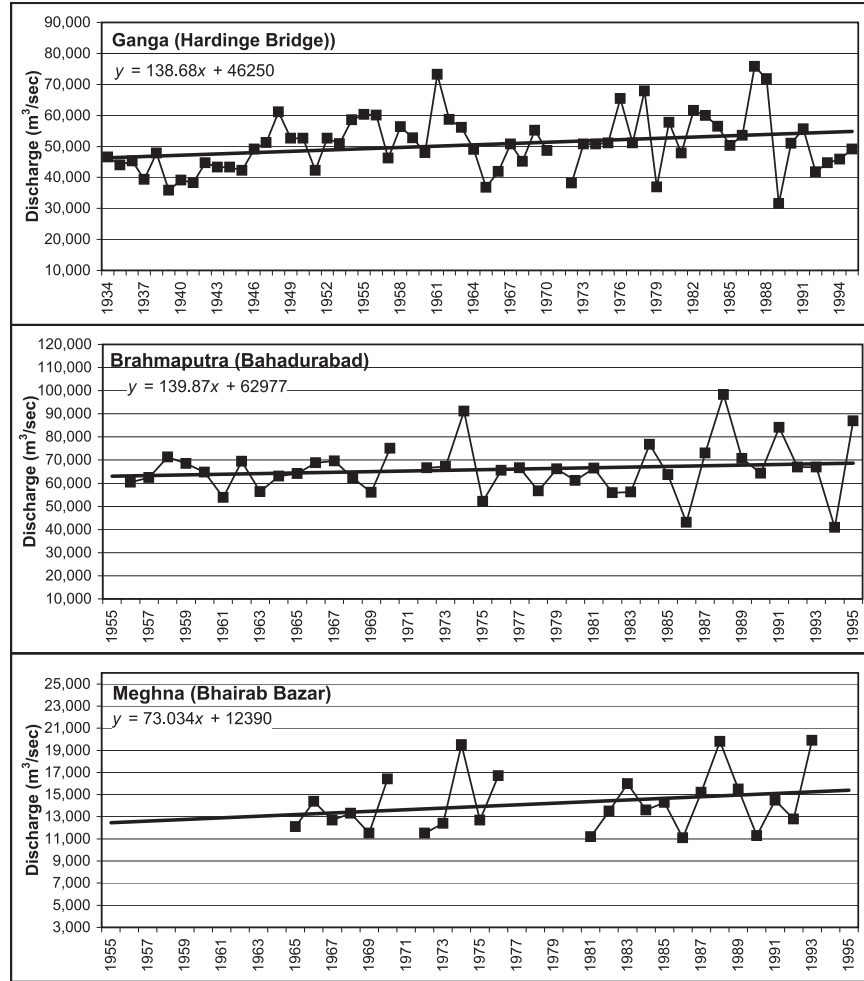 Ganga (Hardinge Bridge))
y = 138.68x + 46250
Discharge (m³/sec)
90,000
80,000
70,000
60,000
50,000
40,000
30,000
20,000
10,000
1934 1937 1940 1943 1946 1949 1952 1955 1958 1961 1964 1967 1970 1973 1976 1979 1982 1985 1988 1991 1994
Brahmaputra (Bahadurabad)
y = 139.87x + 62977
Discharge (m³/sec)
120,000
110,000
100,000
90,000
80,000
70,000
60,000
50,000
40,000
30,000
20,000
10,000
1955 1957 1959 1961 1963 1965 1967 1969 1971 1973 1975 1977 1979 1981 1983 1985 1987 1989 1991 1993 1995
Meghna (Bhairab Bazar)
y = 73.034x + 12390
Discharge (m³/sec)
25,000
23,000
21,000
19,000
17,000
15,000
13,000
11,000
9,000
7,000
5,000
3,000
1955 1957 1959 1961 1963 1965 1967 1969 1971 1973 1975 1977 1979 1981 1983 1985 1987 1989 1991 1993 1995